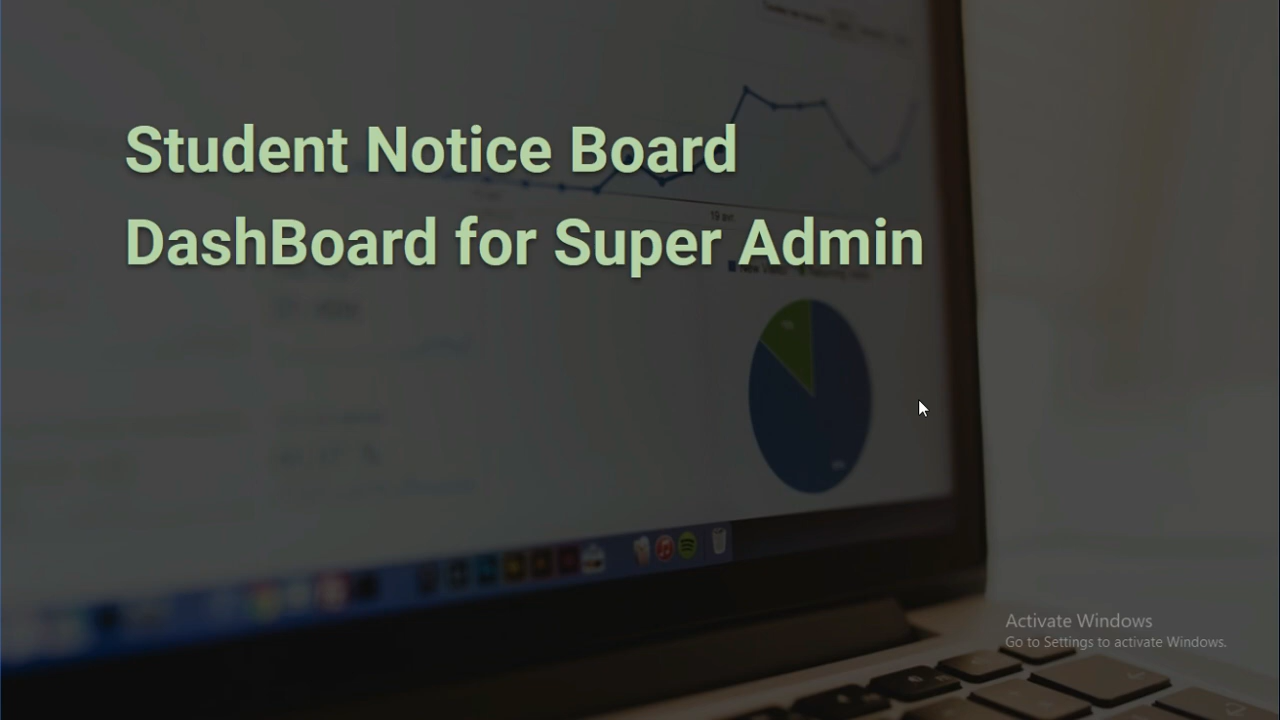 Student Notice Board
DashBoard for Super Admin
Activate Windows
Go to Settings to activate Windows.